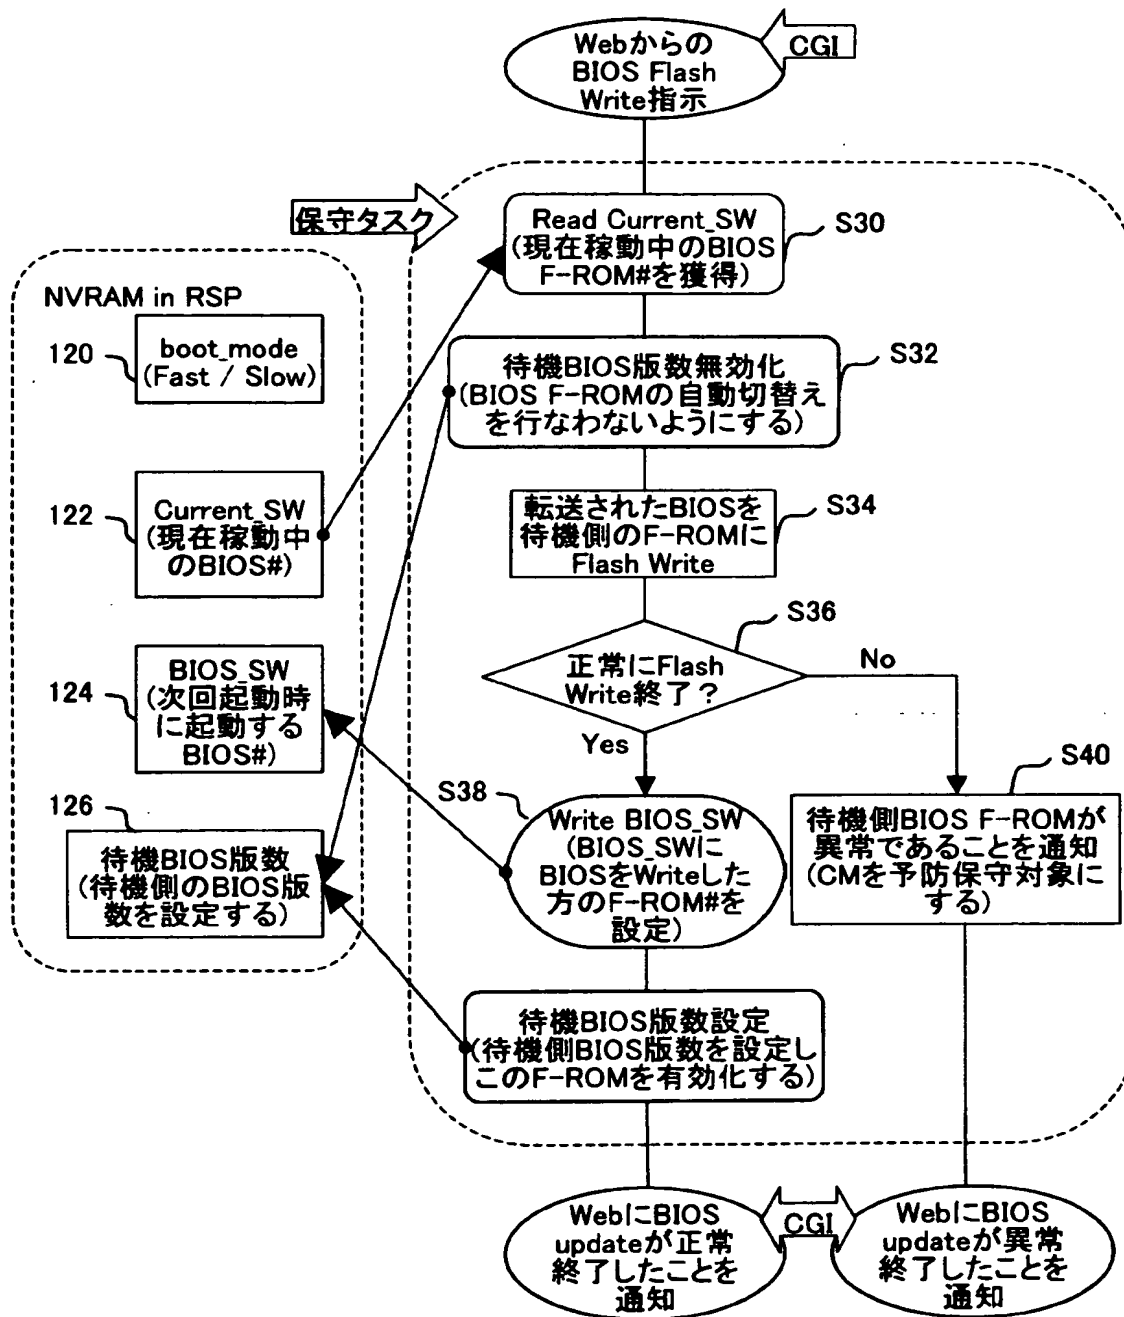 Webからの
BIOS Flash
Write指示
CGI
保守タスク
Read Current_SW
(現在稼動中のBIOS
F-ROM#を獲得)
S30
NVRAM in RSP
120
boot_mode
(Fast / Slow)
待機BIOS版数無効化
(BIOS F-ROMの自動切替え
を行なわないようにする)
S32
122
Current_SW
(現在稼動中
のBIOS#)
転送されたBIOSを
待機側のF-ROMに
Flash Write
S34
S36
正常にFlash
Write終了？
No
Yes
124
BIOS_SW
(次回起動時
に起動する
BIOS#)
S38
Write BIOS_SW
(BIOS_SWに
BIOSをWriteした
方のF-ROM#を
設定)
S40
待機側BIOS F-ROMが
異常であることを通知
(CMを予防保守対象に
する)
126
待機BIOS版数
(待機側のBIOS版
数を設定する)
待機BIOS版数設定
(待機側BIOS版数を設定し
このF-ROMを有効化する)
WebにBIOS
updateが正常
終了したことを
通知
CGI
WebにBIOS
updateが異常
終了したことを
通知